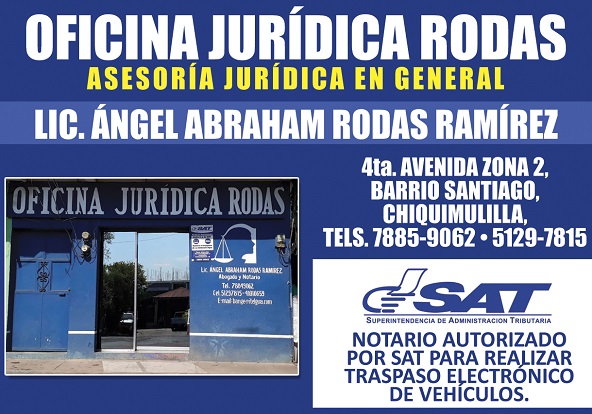 OFICINA JURÍDICA RODAS
ASESORÍA JURÍDICA EN GENERAL
LIC. ÁNGEL ABRAHAM RODAS RAMÍREZ
4ta. AVENIDA ZONA 2,
BARRIO SANTIAGO,
CHIQUIMULILLA,
TELS. 7885-9062 • 5129-7815
OFICINA JURÍDICA RODAS
SAT
LIC. ÁNGEL ABRAHAM RODAS RAMÍREZ
Abogado y Notario
SAT
SUPERINTENDENCIA DE ADMINISTRACION TRIBUTARIA
NOTARIO AUTORIZADO
POR SAT PARA REALIZAR
TRASPASO ELECTRÓNICO
DE VEHÍCULOS.